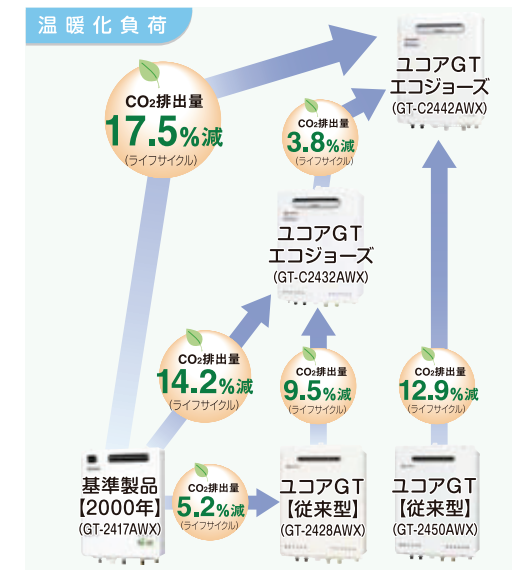 温暖化負荷
ユコアGT
エコジョーズ
(GT-C2442AWX)
CO2排出量
17.5%減
(ライフサイクル)
CO2排出量
3.8%減
(ライフサイクル)
ユコアGT
エコジョーズ
(GT-C2432AWX)
CO2排出量
14.2%減
(ライフサイクル)
CO2排出量
9.5%減
(ライフサイクル)
CO2排出量
12.9%減
(ライフサイクル)
基準製品
【2000年】
(GT-2417AWX)
CO2排出量
5.2%減
(ライフサイクル)
ユコアGT
【従来型】
(GT-2428AWX)
ユコアGT
【従来型】
(GT-2450AWX)